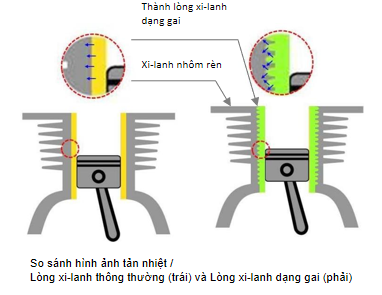 Thành lòng xi-lanh
dạng gai
Xi-lanh nhôm rèn
So sánh hình ảnh tản nhiệt /
Lòng xi-lanh thông thường (trái) và Lòng xi-lanh dạng gai (phải)